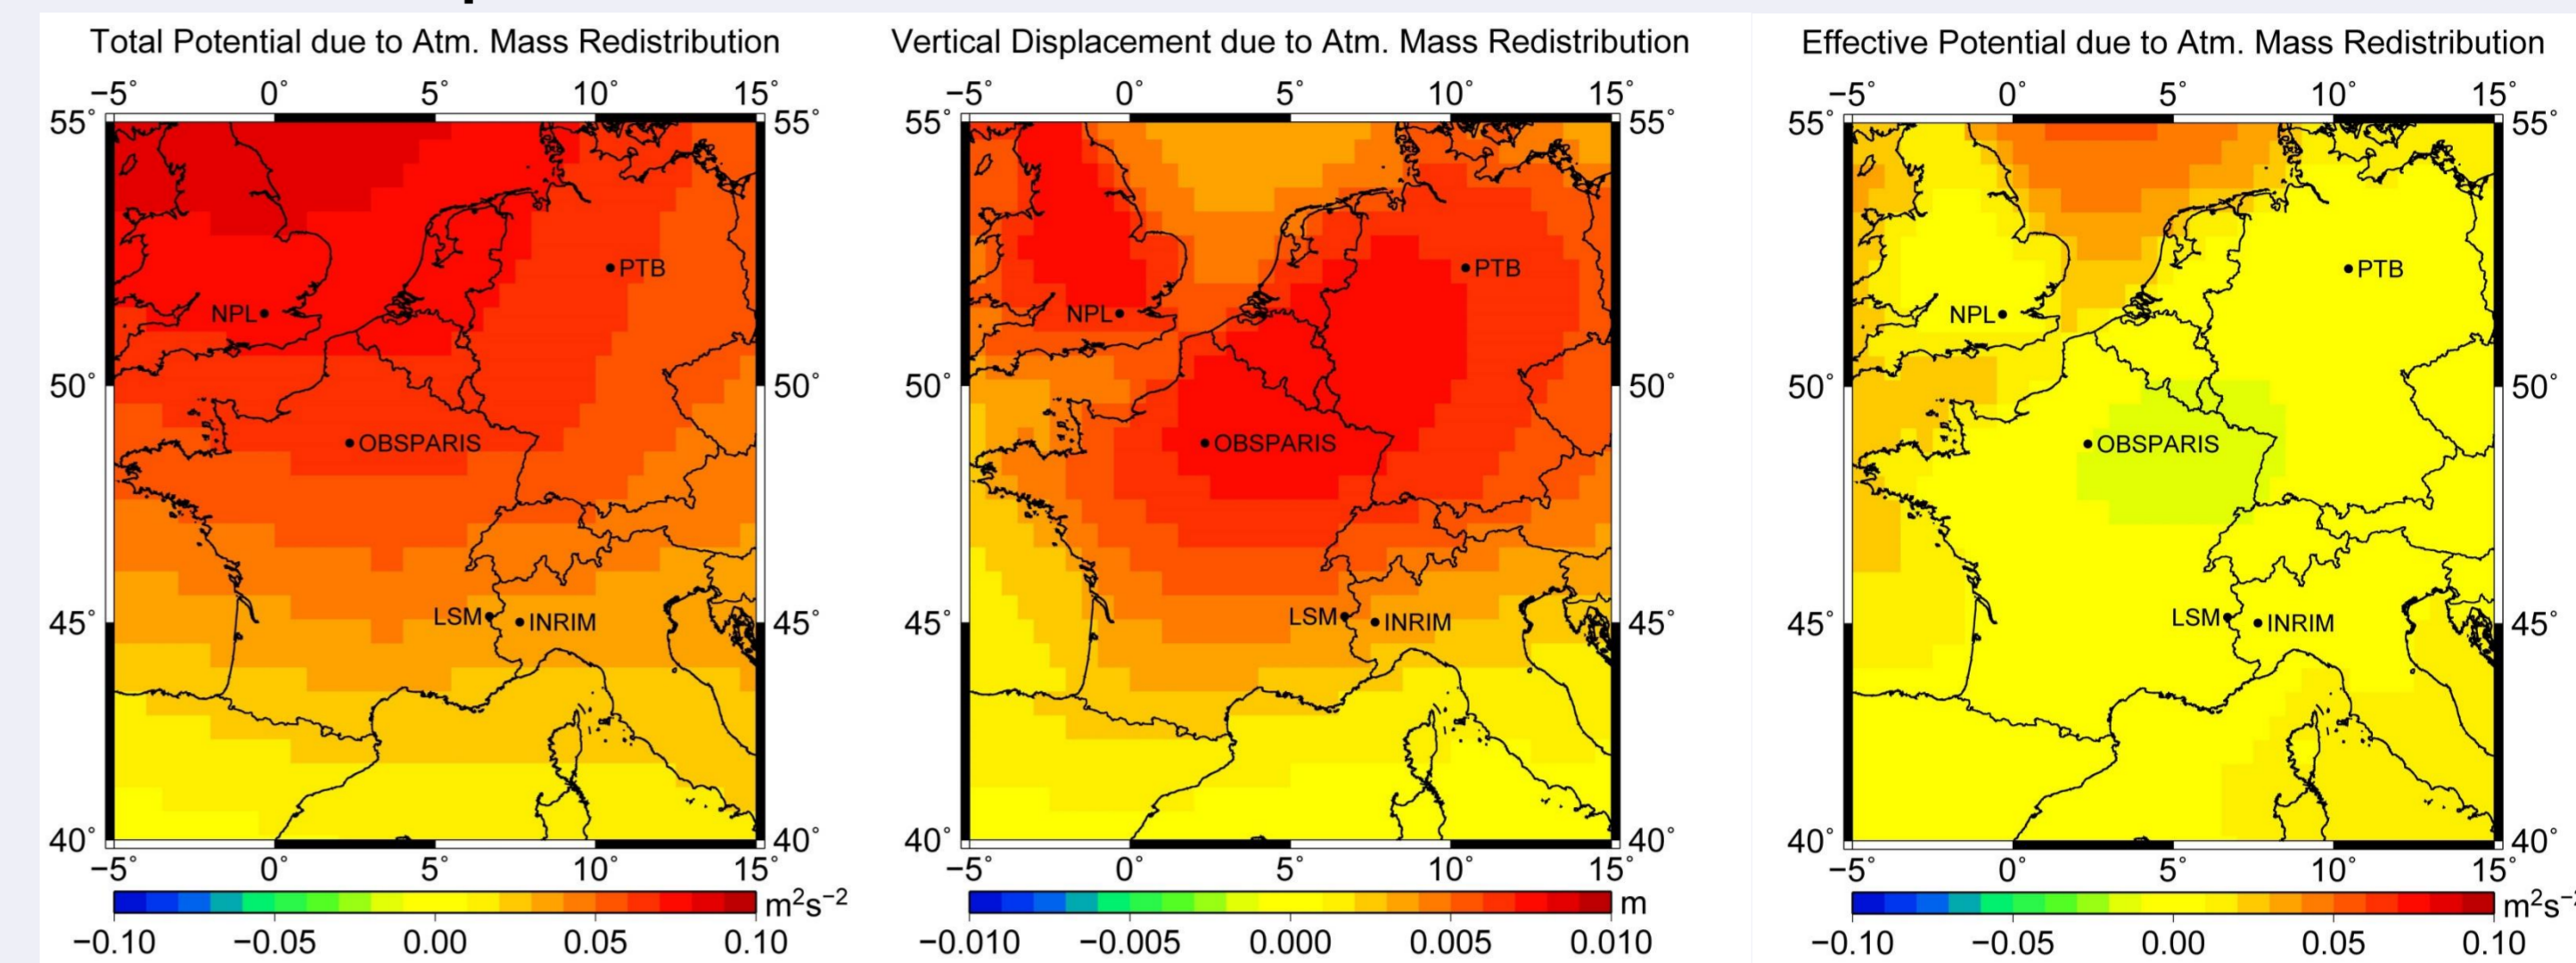 Total Potential due to Atm. Mass Redistribution
−5° 0° 5° 10° 15°
55° 55°
PTB
NPL
50° 50°
OBSPARIS
LSM INRIM
45° 45°
40° 40°
−5° 0° 5° 10° 15°
m²s⁻²
−0.10 −0.05 0.00 0.05 0.10
Vertical Displacement due to Atm. Mass Redistribution
−5° 0° 5° 10° 15°
55° 55°
PTB
NPL
50° 50°
OBSPARIS
LSM INRIM
45° 45°
40° 40°
−5° 0° 5° 10° 15°
m
−0.010 −0.005 0.000 0.005 0.010
Effective Potential due to Atm. Mass Redistribution
−5° 0° 5° 10° 15°
55° 55°
PTB
NPL
50° 50°
OBSPARIS
LSM INRIM
45° 45°
40° 40°
−5° 0° 5° 10° 15°
−0.10 −0.05 0.00 0.05 0.10